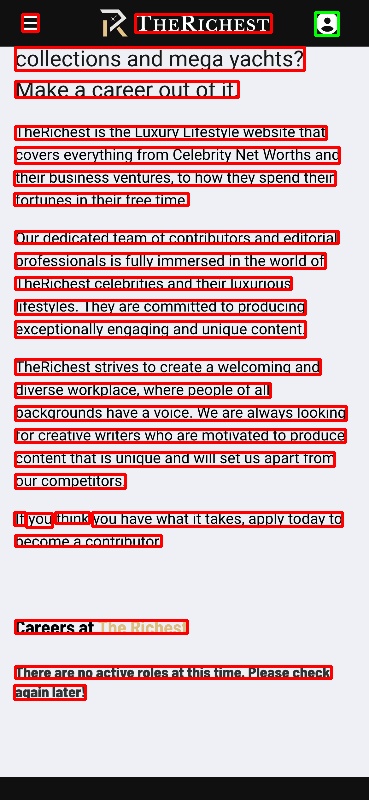 THERICHEST
collections and mega yachts?
Make a career out of it.
TheRichest is the Luxury Lifestyle website that
covers everything from Celebrity Net Worths and
their business ventures, to how they spend their
fortunes in their free time.
Our dedicated team of contributors and editorial
professionals is fully immersed in the world of
TheRichest celebrities and their luxurious
lifestyles. They are committed to producing
exceptionally engaging and unique content.
TheRichest strives to create a welcoming and
diverse workplace, where people of all
backgrounds have a voice. We are always looking
for creative writers who are motivated to produce
content that is unique and will set us apart from
our competitors.
If you think you have what it takes, apply today to
become a contributor.
Careers at The Richest
There are no active roles at this time. Please check
again later!